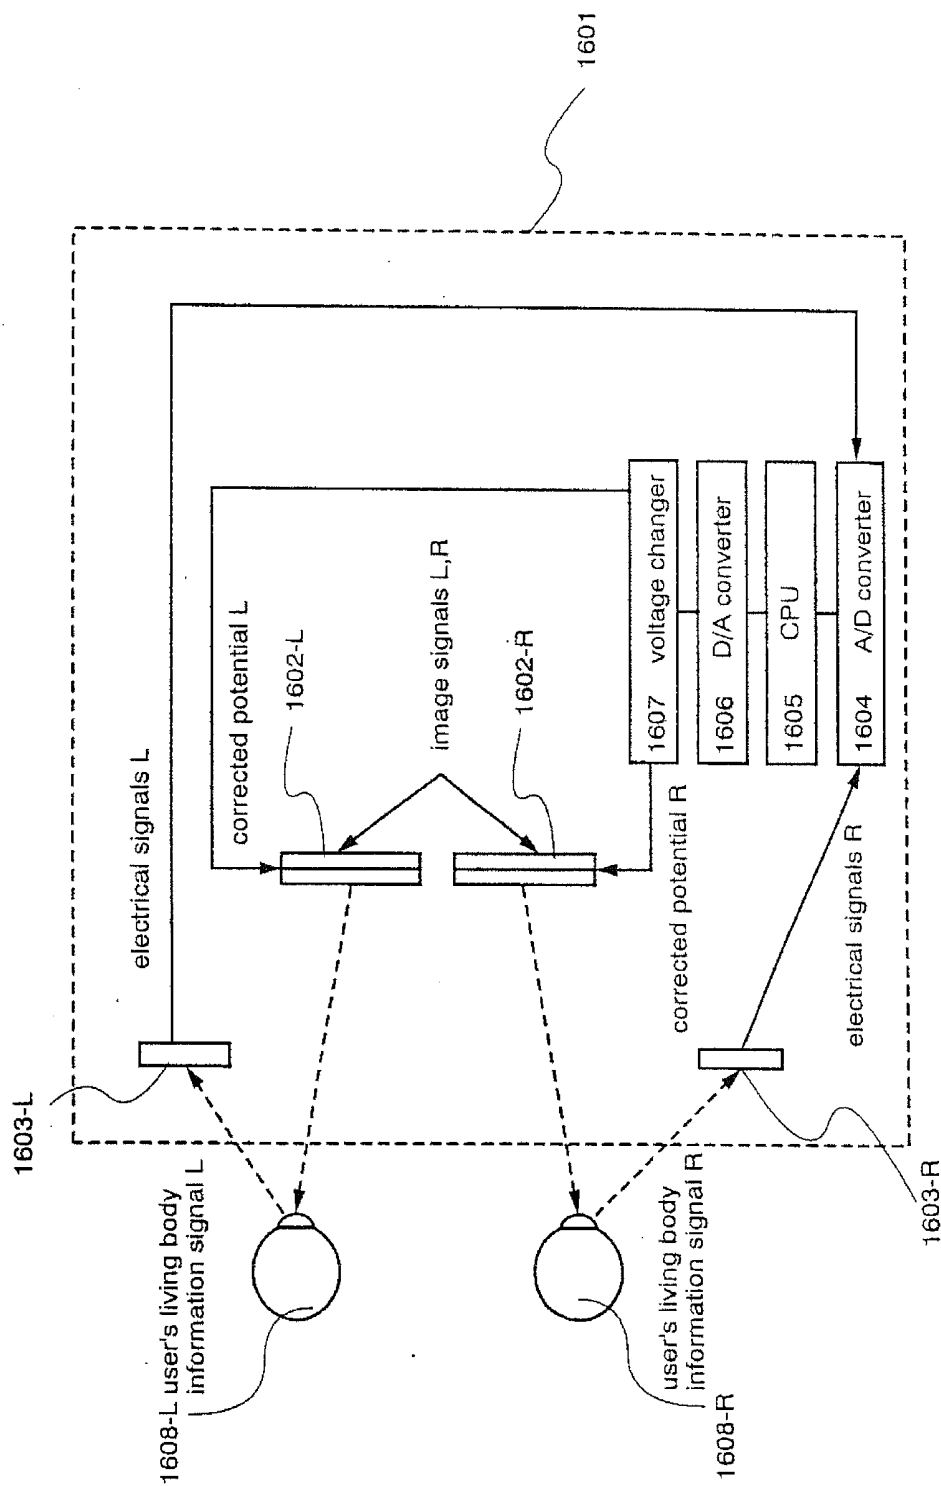 1601
electrical signals L
corrected potential L
1602-L
image signals L,R
1602-R
1607 voltage changer
1606 D/A converter
1605 CPU
1604 A/D converter
corrected potential R
electrical signals R
1603-L
1603-R
1608-L user's living body
information signal L
user's living body
information signal R
1608-R